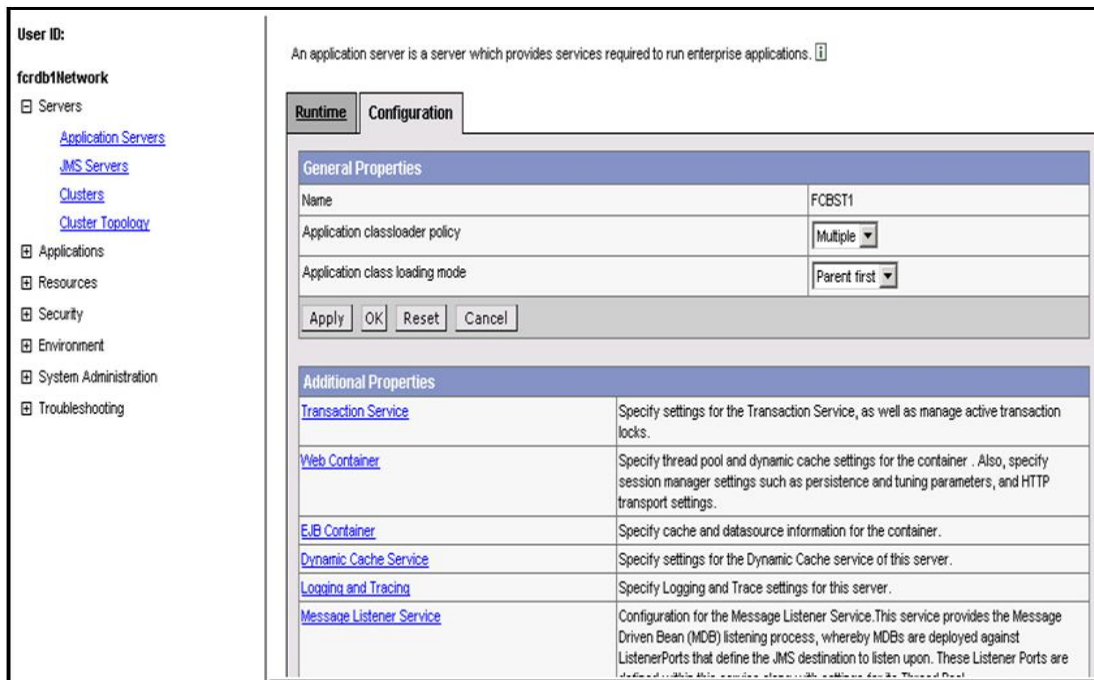 User ID:
fcrdb1Network
Servers
Application Servers
JMS Servers
Clusters
Cluster Topology
Applications
Resources
Security
Environment
System Administration
Troubleshooting
An application server is a server which provides services required to run enterprise applications. i
Runtime
Configuration
General Properties
Name
FCBST1
Application classloader policy
Multiple
Application class loading mode
Parent first
Apply
OK
Reset
Cancel
Additional Properties
Transaction Service
Specify settings for the Transaction Service, as well as manage active transaction
locks.
Web Container
Specify thread pool and dynamic cache settings for the container . Also, specify
session manager settings such as persistence and tuning parameters, and HTTP
transport settings.
EJB Container
Specify cache and datasource information for the container.
Dynamic Cache Service
Specify settings for the Dynamic Cache service of this server.
Logging and Tracing
Specify Logging and Trace settings for this server.
Message Listener Service
Configuration for the Message Listener Service.This service provides the Message
Driven Bean (MDB) listening process, whereby MDBs are deployed against
ListenerPorts that define the JMS destination to listen upon. These Listener Ports are